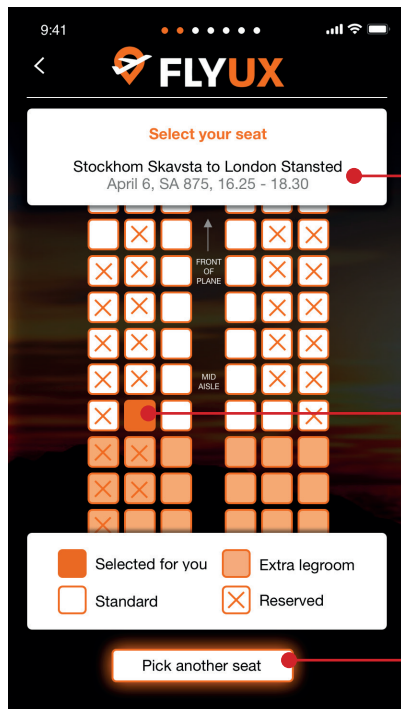 9:41
FLYUX
Select your seat
Stockhom Skavsta to London Stansted
April 6, SA 875, 16.25 - 18.30
FRONT
OF
PLANE
MID
AISLE
Selected for you
Extra legroom
Standard
Reserved
Pick another seat